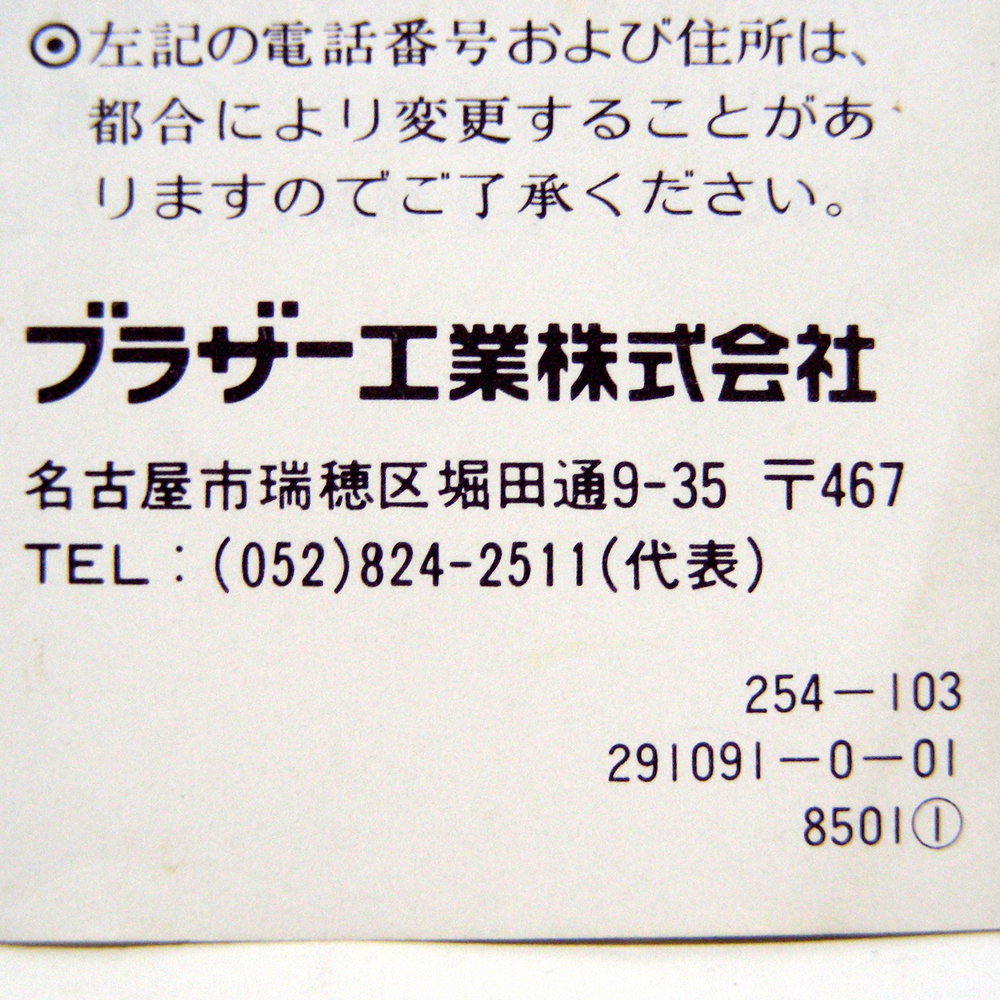 ◉左記の電話番号および住所は、
都合により変更することがあ
りますのでご了承ください。
ブラザー工業株式会社
名古屋市瑞穂区堀田通9-35 〒467
TEL：(052)824-2511(代表)
254－103
291091－0－01
8501①